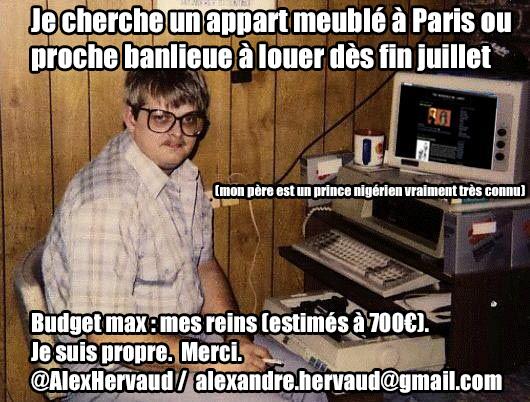 Je cherche un appart meublé à Paris ou
proche banlieue à louer dès fin juillet
(mon père est un prince nigérien vraiment très connu)
Budget max : mes reins (estimés à 700€).
Je suis propre. Merci.
@AlexHervaud / alexandre.hervaud@gmail.com